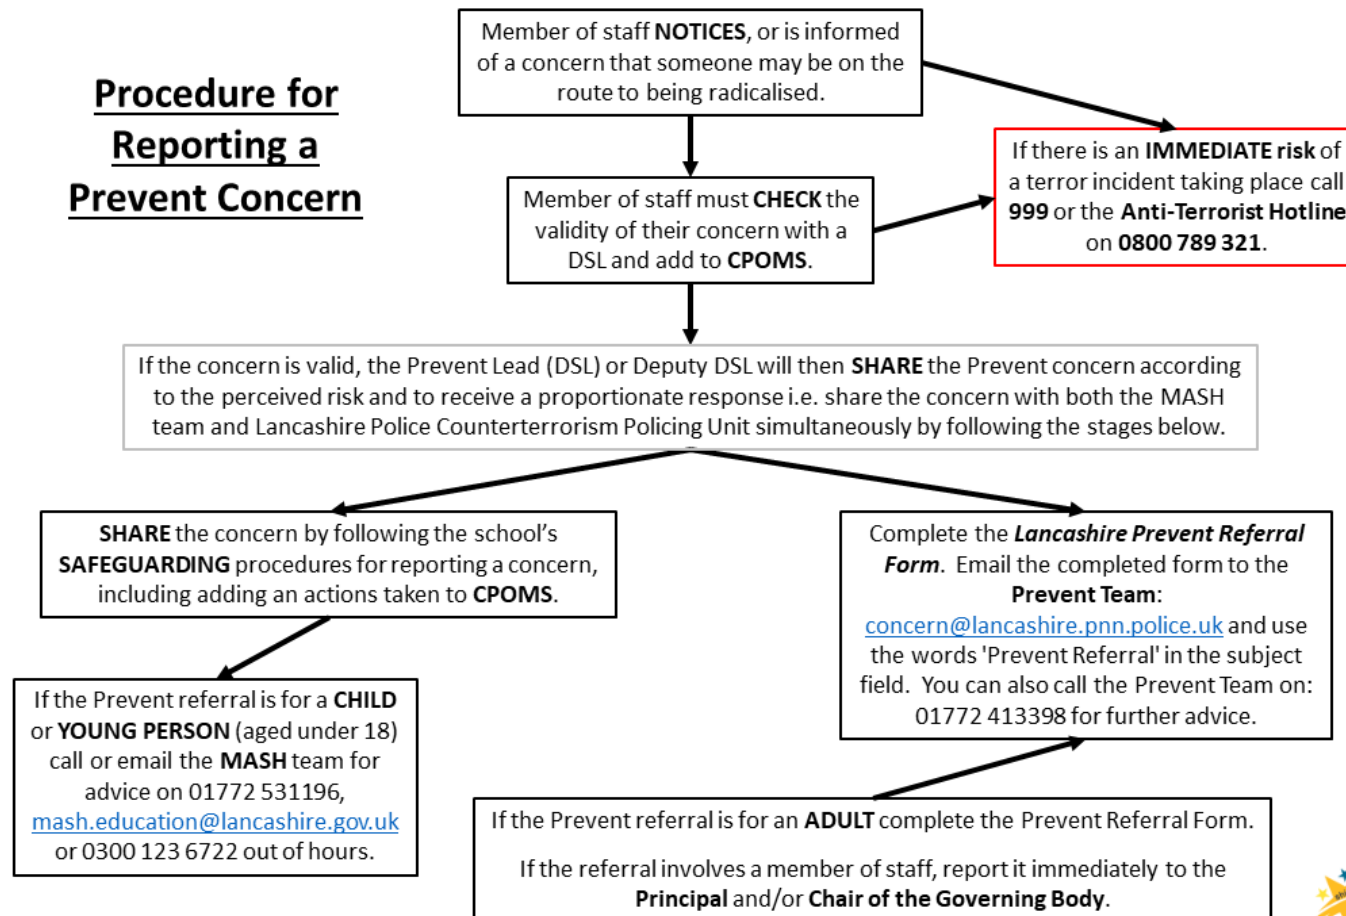 Procedure for
Reporting a
Prevent Concern
Member of staff NOTICES, or is informed
of a concern that someone may be on the
route to being radicalised.
If there is an IMMEDIATE risk of
a terror incident taking place call
999 or the Anti-Terrorist Hotline
on 0800 789 321.
Member of staff must CHECK the
validity of their concern with a
DSL and add to CPOMS.
If the concern is valid, the Prevent Lead (DSL) or Deputy DSL will then SHARE the Prevent concern according
to the perceived risk and to receive a proportionate response i.e. share the concern with both the MASH
team and Lancashire Police Counterterrorism Policing Unit simultaneously by following the stages below.
SHARE the concern by following the school's
SAFEGUARDING procedures for reporting a concern,
including adding an actions taken to CPOMS.
Complete the Lancashire Prevent Referral
Form. Email the completed form to the
Prevent Team:
concern@lancashire.pnn.police.uk and use
the words 'Prevent Referral' in the subject
field. You can also call the Prevent Team on:
01772 413398 for further advice.
If the Prevent referral is for a CHILD
or YOUNG PERSON (aged under 18)
call or email the MASH team for
advice on 01772 531196,
mash.education@lancashire.gov.uk
or 0300 123 6722 out of hours.
If the Prevent referral is for an ADULT complete the Prevent Referral Form.
If the referral involves a member of staff, report it immediately to the
Principal and/or Chair of the Governing Body.